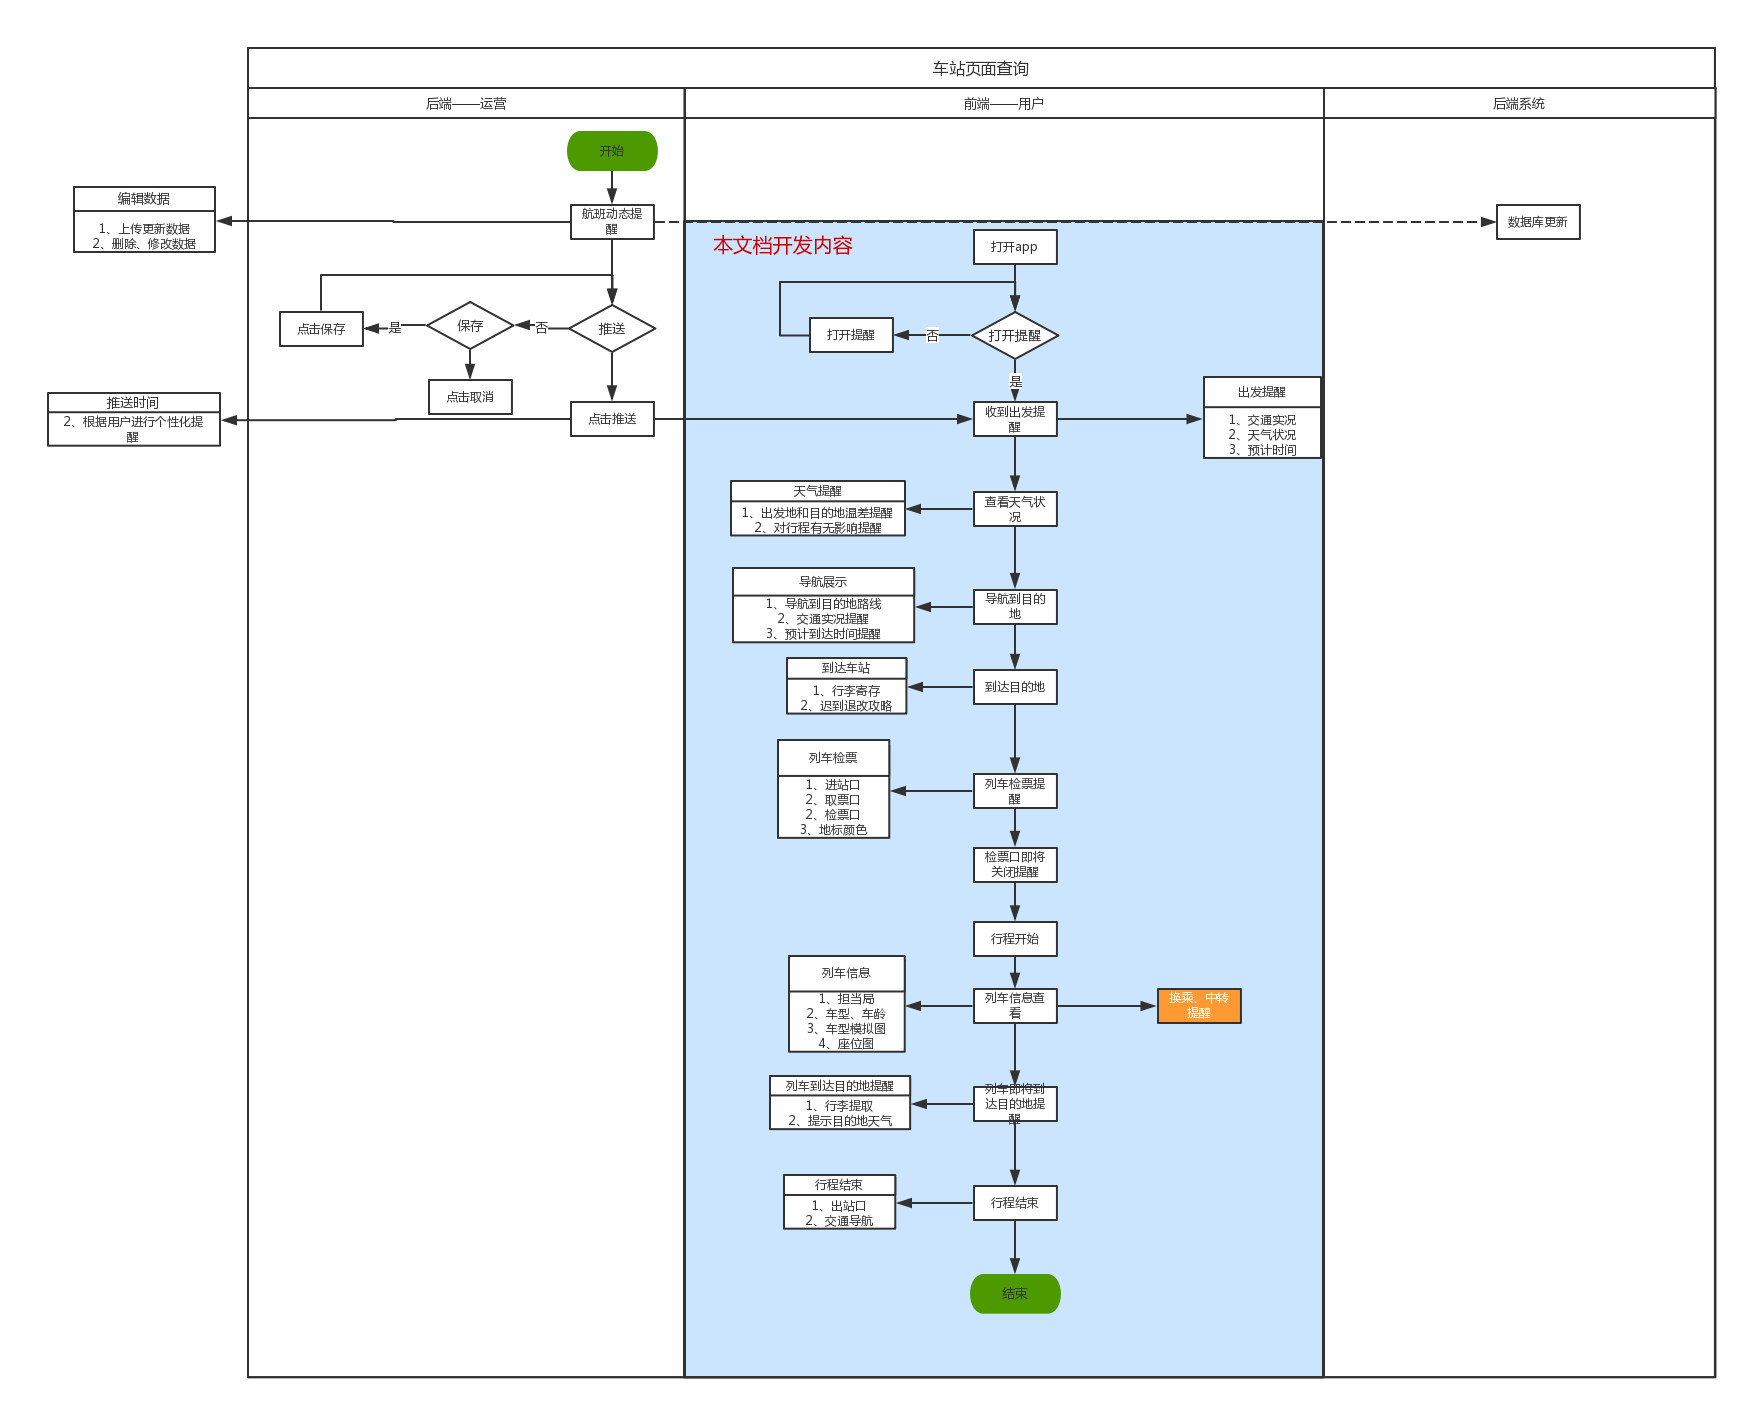 车站页面查询
后端——运营
前端——用户
后端系统
开始
编辑数据
1、上传更新数据
2、删除、修改数据
航班动态提
醒
数据库更新
本文档开发内容
打开app
点击保存
是
保存
否
推送
打开提醒
否
打开提醒
是
点击取消
推送时间
2、根据用户进行个性化提
醒
点击推送
收到出发提
醒
出发提醒
1、交通实况
2、天气状况
3、预计时间
天气提醒
1、出发地和目的地温差提醒
2、对行程有无影响提醒
查看天气状
况
导航展示
1、导航到目的地路线
2、交通实况提醒
3、预计到达时间提醒
导航到目的
地
到达车站
1、行李寄存
2、迟到退改攻略
到达目的地
列车检票
1、进站口
2、取票口
2、检票口
3、地标颜色
列车检票提
醒
检票口即将
关闭提醒
行程开始
列车信息
1、担当局
2、车型、车龄
3、车型模拟图
4、座位图
列车信息查
看
换乘、中转
提醒
列车到达目的地提醒
1、行李提取
2、提示目的地天气
列车即将到
达目的地提
醒
行程结束
1、出站口
2、交通导航
行程结束
结束